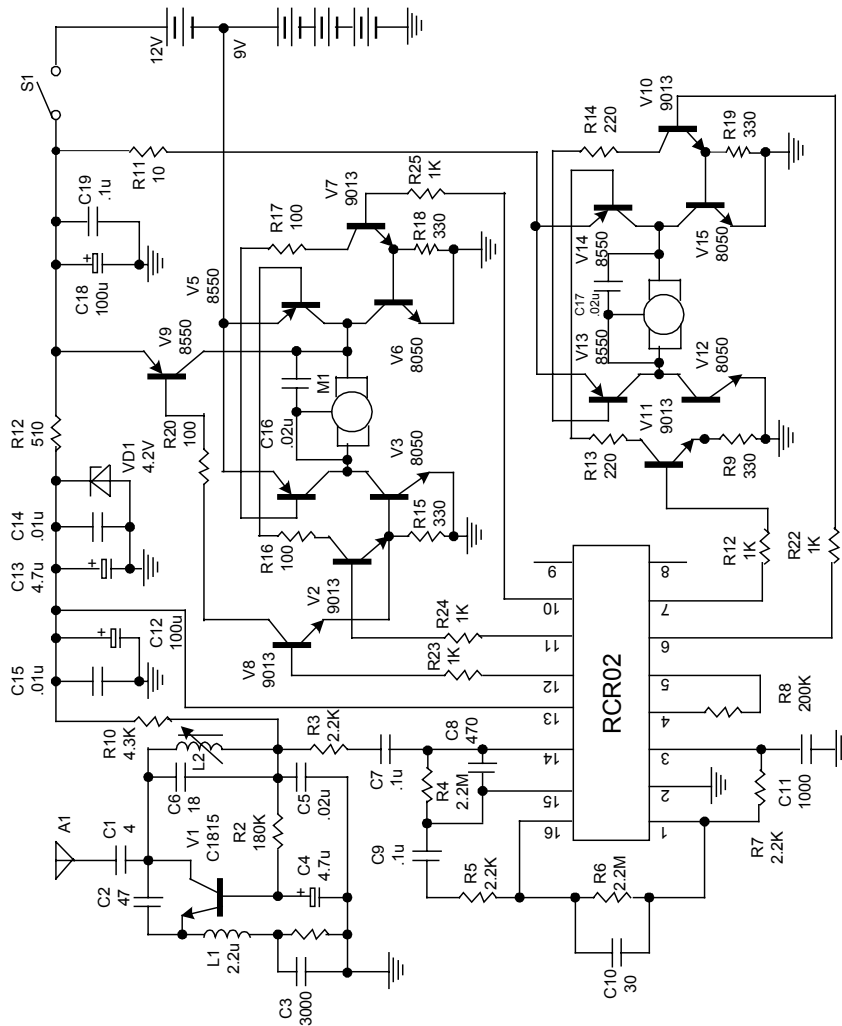 A1
C1
4
C2
47
V1
C1815
L1
2.2u
C3
3000
C6
18
L2
R10
4.3K
R2
180K
C4
4.7u
C5
.02u
R3
2.2K
C7
.1u
R4
2.2M
C8
470
C9
.1u
R5
2.2K
R6
2.2M
C10
30
R7
2.2K
C11
1000
R8
200K
RCR02
16
15
14
13
12
11
10
9
1
2
3
4
5
6
7
8
C15
.01u
C12
100u
C13
4.7u
C14
.01u
VD1
4.2V
R12
510
R20
100
V9
8550
C18
100u
C19
.1u
R11
10
S1
12V
9V
V8
9013
V2
9013
R23
1K
R24
1K
R16
100
R15
330
V3
8050
C16
.02u
M1
V5
8550
V6
8050
R17
100
V7
9013
R18
330
R25
1K
R12
1K
R22
1K
R13
220
V11
9013
R9
330
V13
8550
V12
8050
C17
.02u
V14
8550
V15
8050
R14
220
V10
9013
R19
330